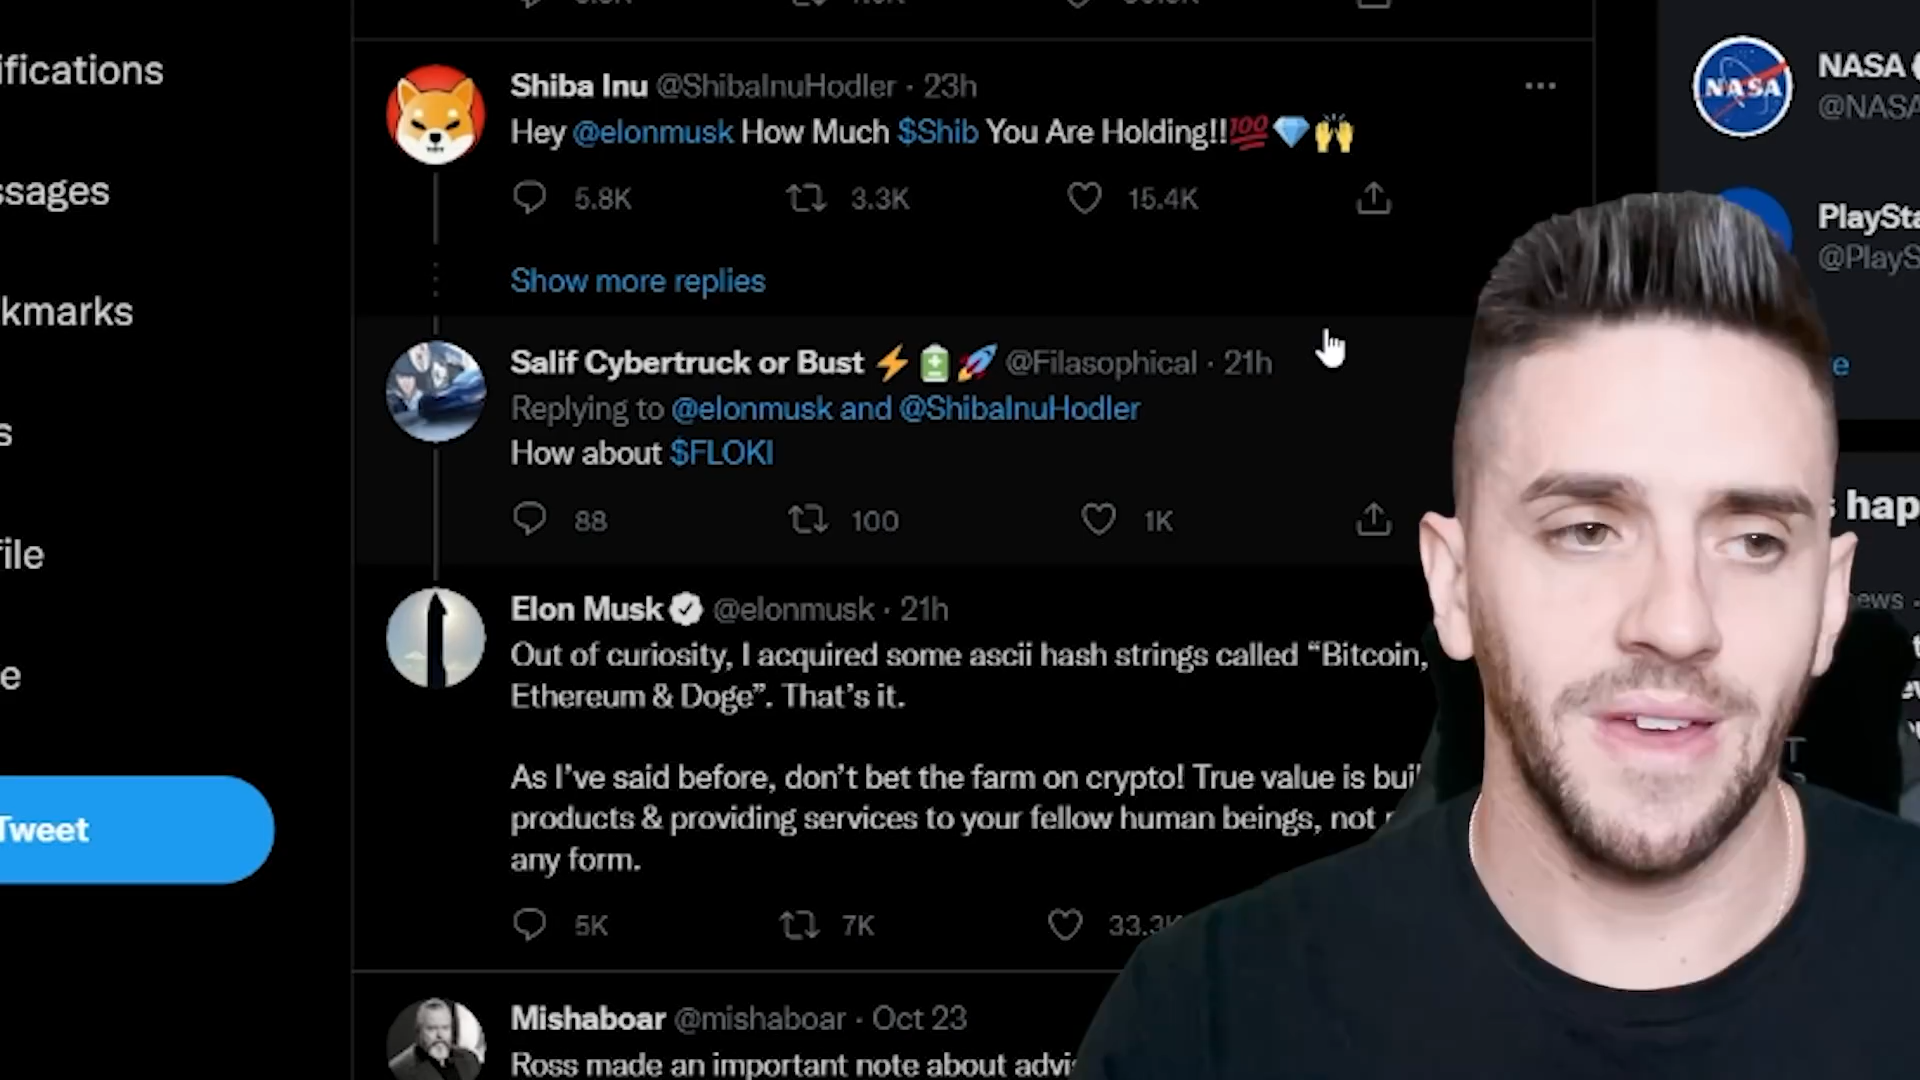 ifications
ssages
kmarks
s
file
e
Tweet
Shiba Inu @ShibaInuHodler · 23h
Hey @elonmusk How Much $Shib You Are Holding!!💯💎🙌
5.8K 3.3K 15.4K
Show more replies
Salif Cybertruck or Bust ⚡🔋🚀 @Filasophical · 21h
Replying to @elonmusk and @ShibaInuHodler
How about $FLOKI
88 100 1K
Elon Musk @elonmusk · 21h
Out of curiosity, I acquired some ascii hash strings called “Bitcoin,
Ethereum & Doge”. That’s it.
As I’ve said before, don’t bet the farm on crypto! True value is buil
products & providing services to your fellow human beings, not
any form.
5K 7K 33.3K
Mishaboar @mishaboar · Oct 23
Ross made an important note about advi
NASA
NASA
@NASA
PlaySta
@PlayS
e
s hap
ews